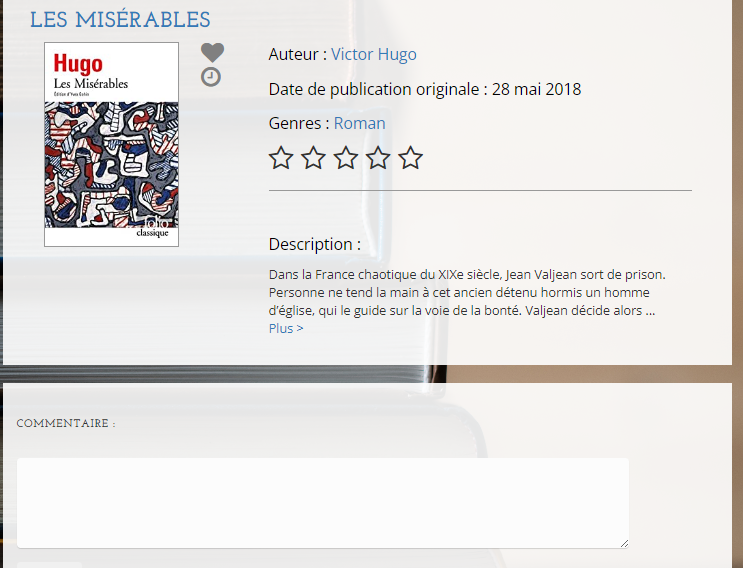 LES MISÉRABLES
Hugo
Les Misérables
Édition d'Yves Gohin
folio
classique
Auteur : Victor Hugo
Date de publication originale : 28 mai 2018
Genres : Roman
Description :
Dans la France chaotique du XIXe siècle, Jean Valjean sort de prison.
Personne ne tend la main à cet ancien détenu hormis un homme
d'église, qui le guide sur la voie de la bonté. Valjean décide alors ...
Plus >
COMMENTAIRE :